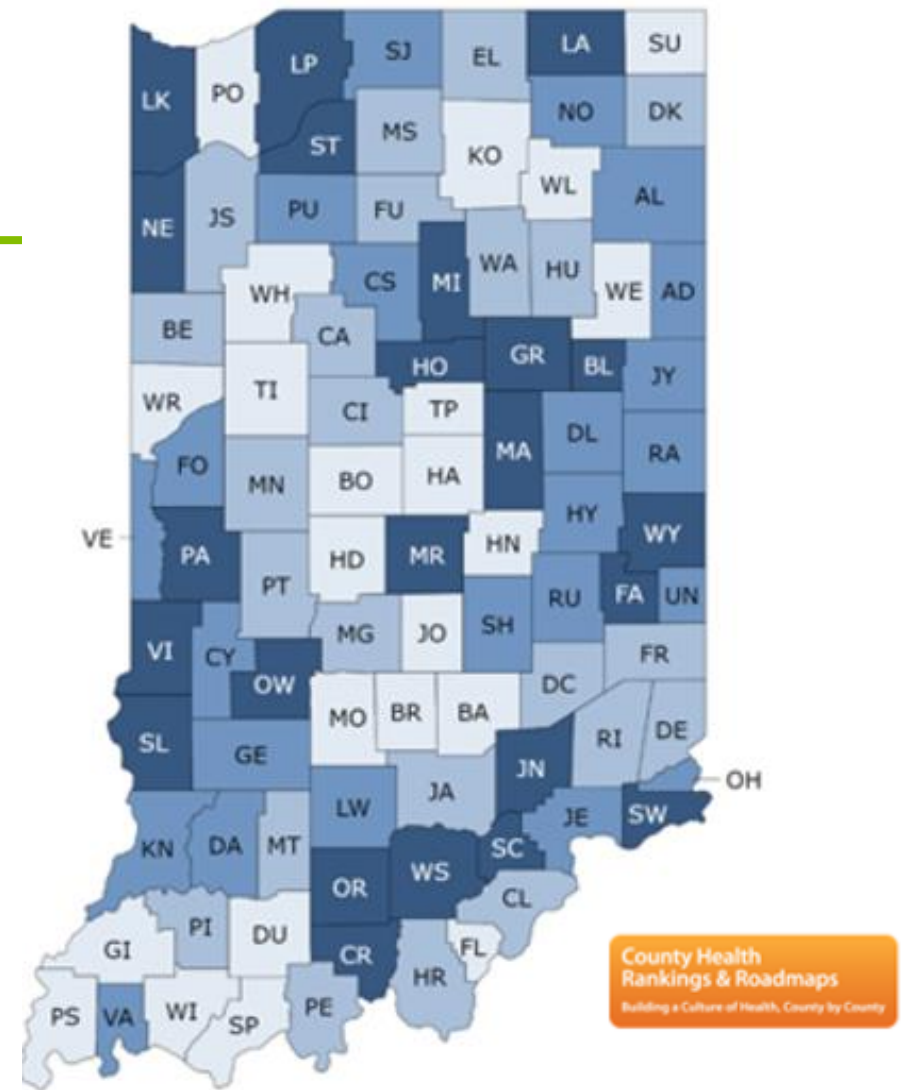 LK
PO
LP
SJ
EL
LA
SU
ST
MS
KO
NO
DK
WL
AL
NE
JS
PU
FU
WH
CS
MI
WA
HU
WE
AD
BE
CA
HO
GR
BL
JY
WR
TI
CI
TP
MA
DL
RA
FO
MN
BO
HA
HY
WY
VE
PA
PT
HD
MR
HN
RU
FA
UN
VI
CY
MG
JO
SH
FR
OW
DC
SL
GE
MO
BR
BA
JN
RI
DE
OH
LW
JA
JE
SW
KN
DA
MT
OR
WS
SC
CL
GI
PI
DU
CR
HR
FL
PS
VA
WI
SP
PE
County Health
Rankings & Roadmaps
Building a Culture of Health, County by County